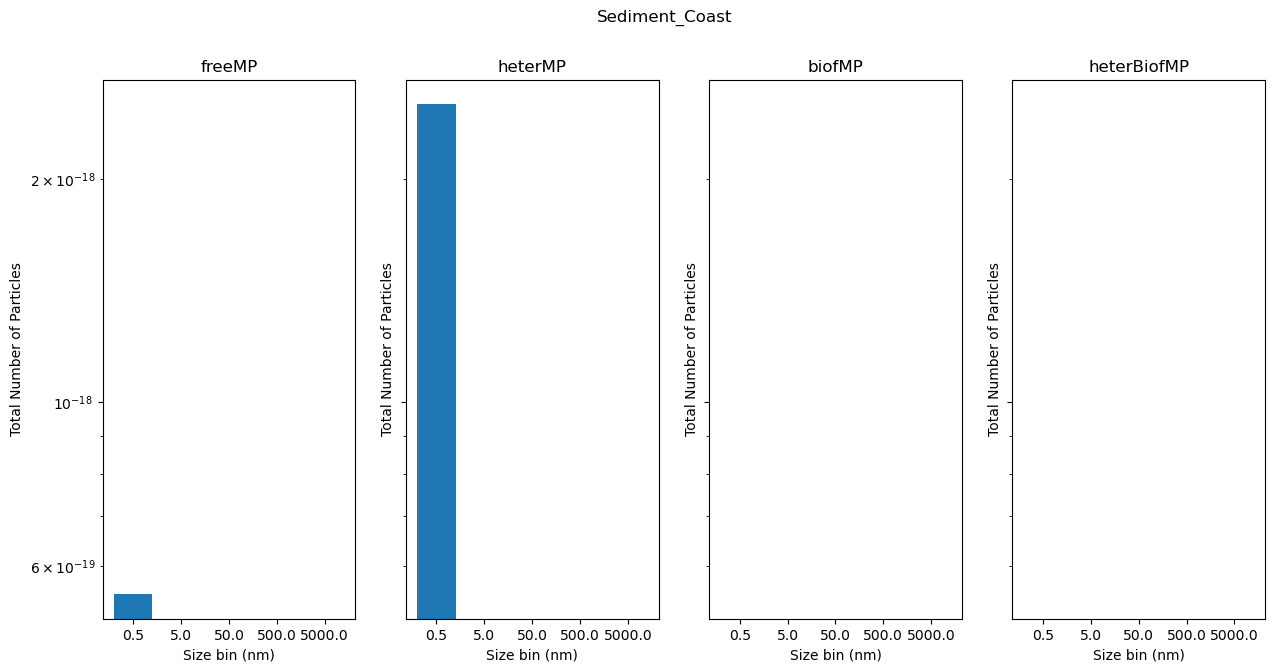 Sediment_Coast
freeMP
heterMP
biofMP
heterBiofMP
Total Number of Particles
2 × 10⁻¹⁸
10⁻¹⁸
6 × 10⁻¹⁹
0.5 5.0 50.0 500.0 5000.0
Size bin (nm)
Total Number of Particles
0.5 5.0 50.0 500.0 5000.0
Size bin (nm)
Total Number of Particles
0.5 5.0 50.0 500.0 5000.0
Size bin (nm)
Total Number of Particles
0.5 5.0 50.0 500.0 5000.0
Size bin (nm)